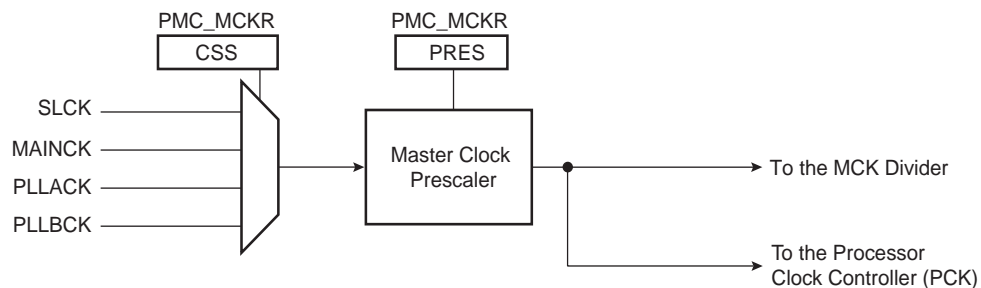 PMC_MCKR
PMC_MCKR
CSS
PRES
SLCK
MAINCK
PLLACK
PLLBCK
Master Clock
Prescaler
To the MCK Divider
To the Processor
Clock Controller (PCK)